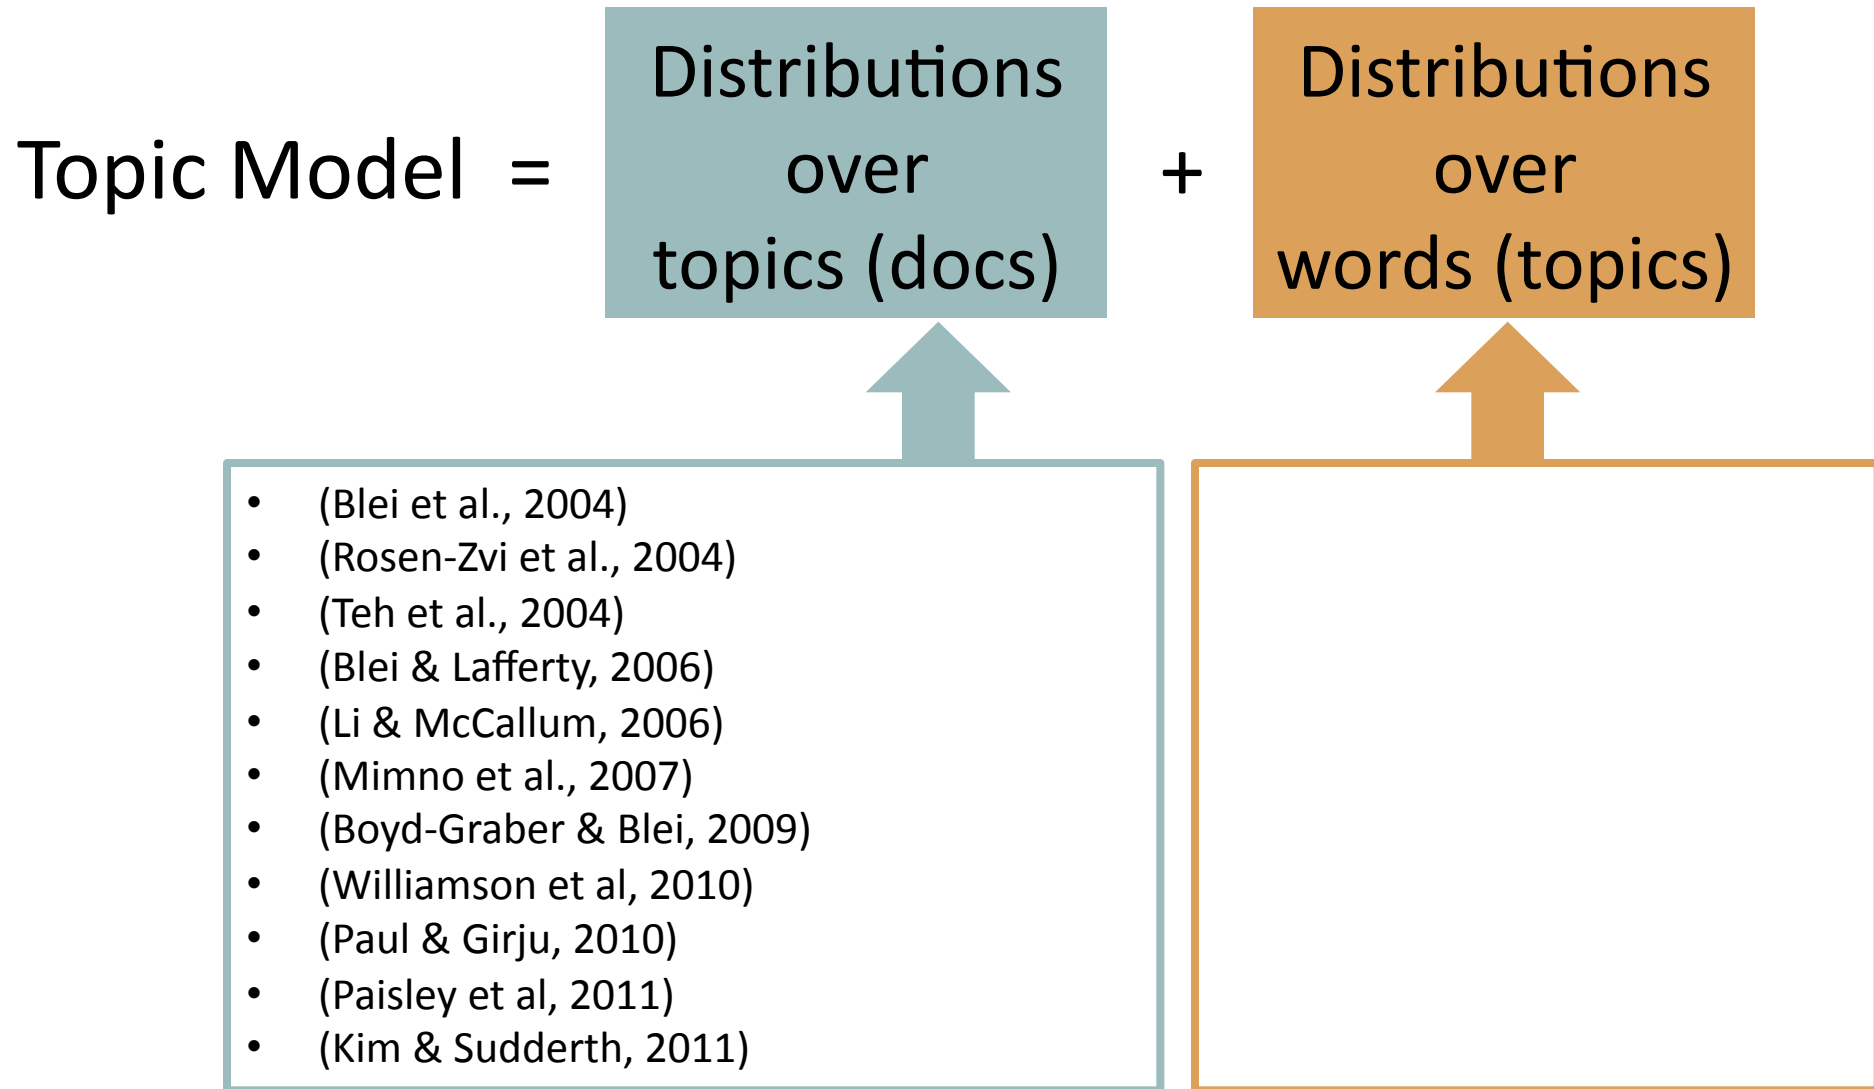 Topic Model =
Distributions
over
topics (docs)
+
Distributions
over
words (topics)
• (Blei et al., 2004)
• (Rosen-Zvi et al., 2004)
• (Teh et al., 2004)
• (Blei & Lafferty, 2006)
• (Li & McCallum, 2006)
• (Mimno et al., 2007)
• (Boyd-Graber & Blei, 2009)
• (Williamson et al, 2010)
• (Paul & Girju, 2010)
• (Paisley et al, 2011)
• (Kim & Sudderth, 2011)